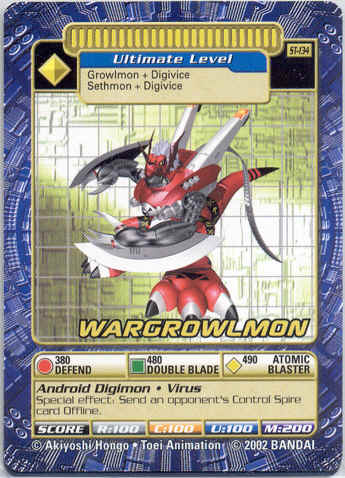 ST-134
Ultimate Level
Growlmon + Digivice
Sethmon + Digivice
WARGROWLMON
380 DEFEND
480 DOUBLE BLADE
490 ATOMIC BLASTER
Android Digimon • Virus
Special effect: Send an opponent's Control Spire
card Offline.
SCORE R:100 C:100 U:100 M:200
© Akiyoshi/Hongo • Toei Animation © 2002 BANDAI